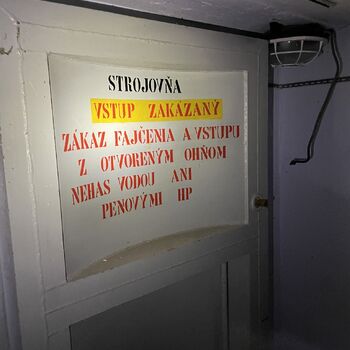 STROJOVŇA
VSTUP ZAKÁZANÝ
ZÁKAZ FAJČENIA A VSTUPU
Z OTVORENÝM OHŇOM
NEHAS VODOU ANI
PENOVÝMI HP